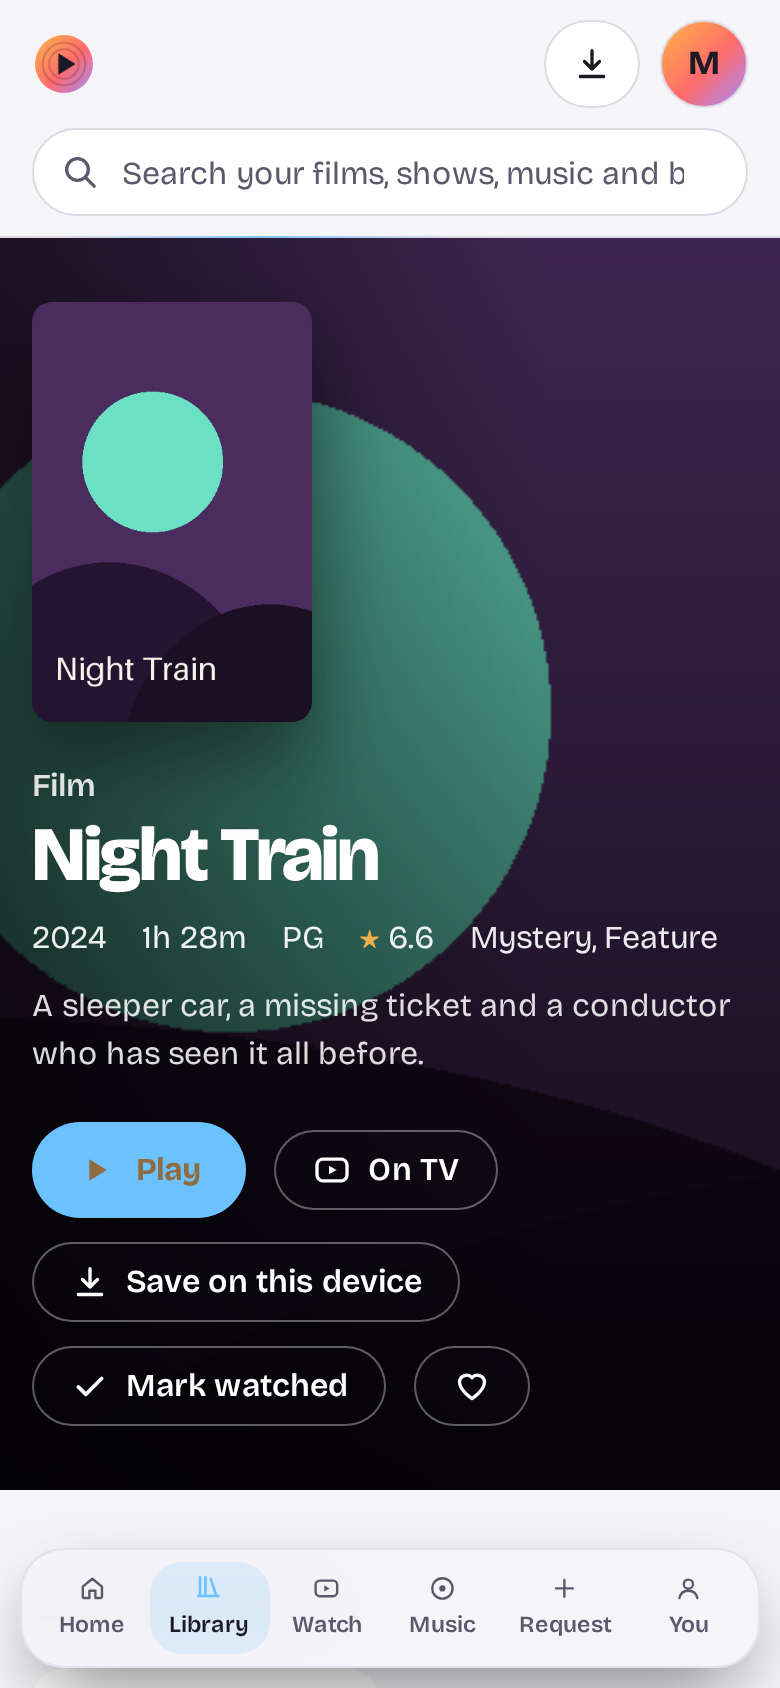 M
Search your films, shows, music and b
Night Train
Film
Night Train
2024 1h 28m PG ★ 6.6 Mystery, Feature
A sleeper car, a missing ticket and a conductor
who has seen it all before.
Play On TV
Save on this device
Mark watched
Home Library Watch Music Request You